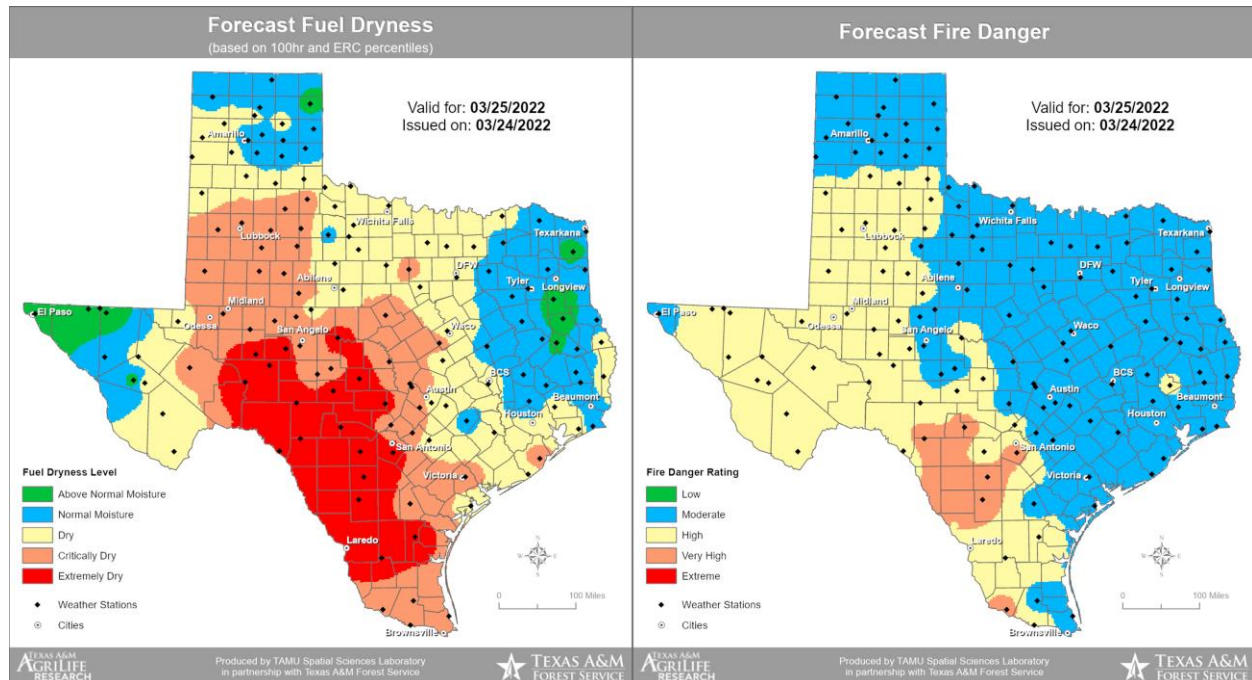 Forecast Fuel Dryness
(based on 100hr and ERC percentiles)
Valid for: 03/25/2022
Issued on: 03/24/2022
Amarillo
Wichita Falls
Lubbock
Texarkana
DFW
Tyler
Longview
Abilene
Midland
Odessa
El Paso
San Angelo
Waco
BCS
Austin
Beaumont
Houston
San Antonio
Victoria
Laredo
Brownsville
Fuel Dryness Level
Above Normal Moisture
Normal Moisture
Dry
Critically Dry
Extremely Dry
Weather Stations
Cities
N
W E
S
0 100 Miles
TEXAS A&M
AGRILIFE
RESEARCH
Produced by TAMU Spatial Sciences Laboratory
in partnership with Texas A&M Forest Service
TEXAS A&M
FOREST SERVICE
Forecast Fire Danger
Valid for: 03/25/2022
Issued on: 03/24/2022
Amarillo
Wichita Falls
Lubbock
Texarkana
DFW
Tyler
Longview
Abilene
Midland
Odessa
El Paso
San Angelo
Waco
BCS
Austin
Beaumont
Houston
San Antonio
Victoria
Laredo
Brownsville
Fire Danger Rating
Low
Moderate
High
Very High
Extreme
Weather Stations
Cities
N
W E
S
0 100 Miles
TEXAS A&M
AGRILIFE
RESEARCH
Produced by TAMU Spatial Sciences Laboratory
in partnership with Texas A&M Forest Service
TEXAS A&M
FOREST SERVICE